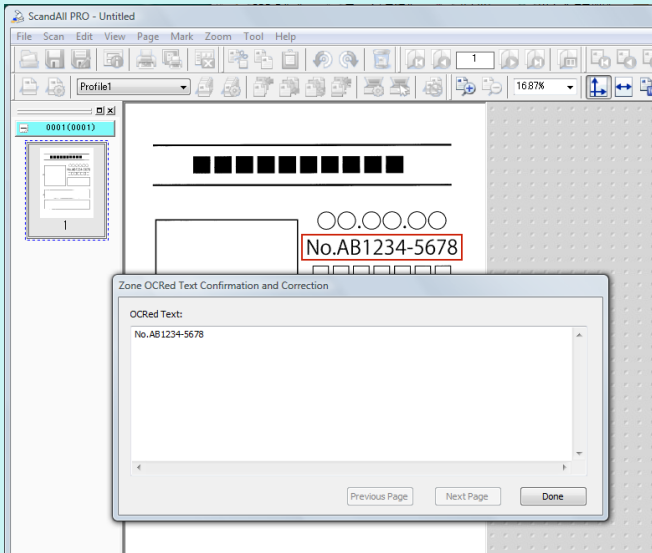 ScandAll PRO - Untitled
File Scan Edit View Page Mark Zoom Tool Help
1
Profile1
16.87%
0001(0001)
1
■■■■■■■■■■
○○.○○.○○
No.AB1234-5678
□□□□□□□
Zone OCRed Text Confirmation and Correction
OCRed Text:
No.AB1234-5678
Previous Page Next Page Done